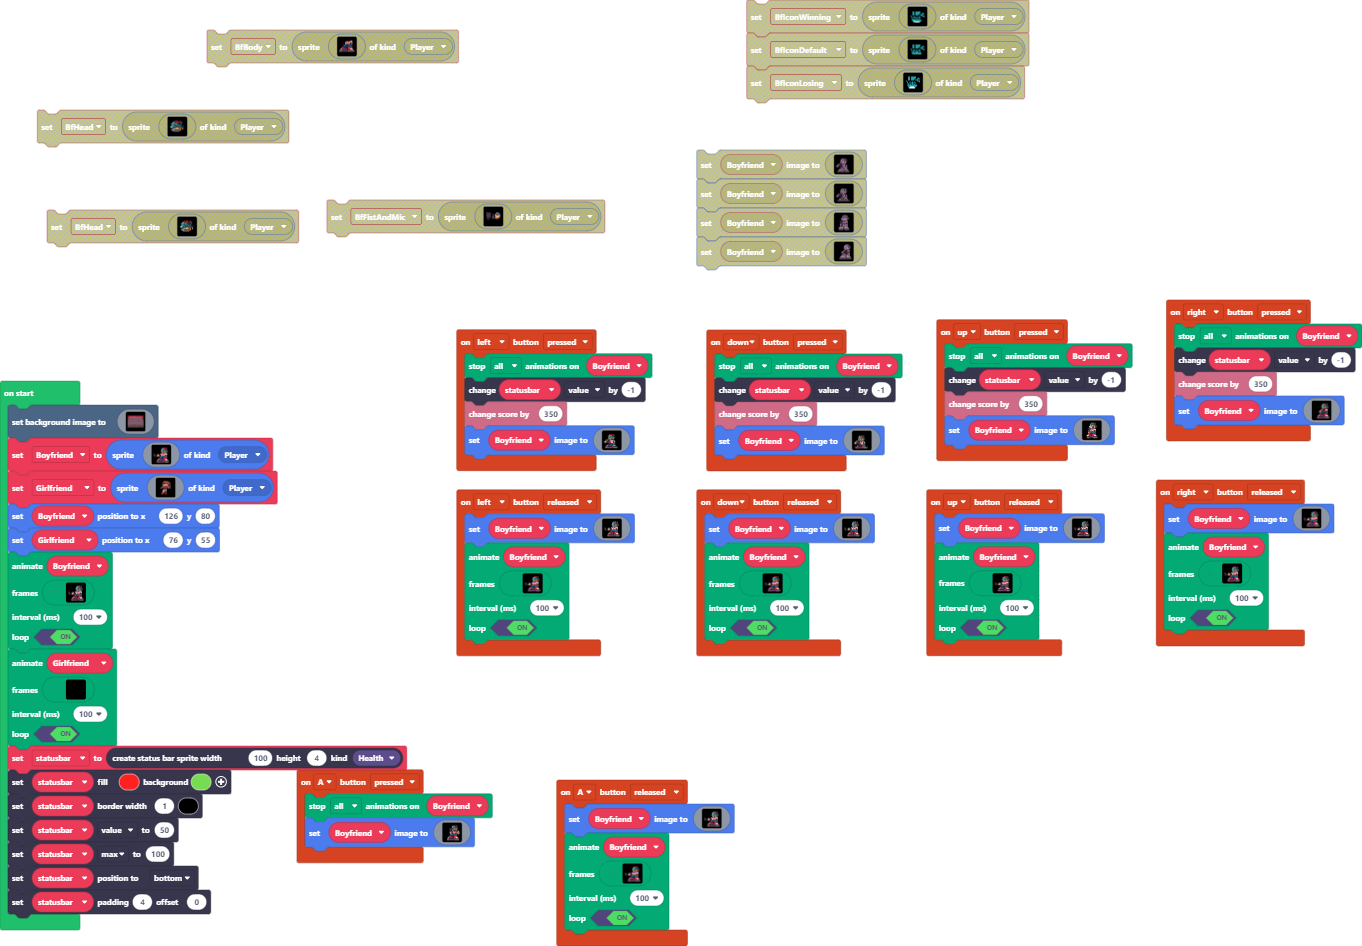 set BfBody to sprite of kind Player
set BfIconWinning to sprite of kind Player
set BfIconDefault to sprite of kind Player
set BfIconLosing to sprite of kind Player
set BfHead to sprite of kind Player
set BfHead to sprite of kind Player
set BfFistAndMic to sprite of kind Player
set Boyfriend image to
set Boyfriend image to
set Boyfriend image to
set Boyfriend image to
on left button pressed
stop all animations on Boyfriend
change statusbar value by -1
change score by 350
set Boyfriend image to
on down button pressed
stop all animations on Boyfriend
change statusbar value by -1
change score by 350
set Boyfriend image to
on up button pressed
stop all animations on Boyfriend
change statusbar value by -1
change score by 350
set Boyfriend image to
on right button pressed
stop all animations on Boyfriend
change statusbar value by -1
change score by 350
set Boyfriend image to
on start
set background image to
set Boyfriend to sprite of kind Player
set Girlfriend to sprite of kind Player
set Boyfriend position to x 126 y 80
set Girlfriend position to x 76 y 55
animate Boyfriend
frames
interval (ms) 100
loop ON
animate Girlfriend
frames
interval (ms) 100
loop ON
set statusbar to create status bar sprite width 100 height 4 kind Health
set statusbar fill background
set statusbar border width 1
set statusbar value to 50
set statusbar max to 100
set statusbar position to bottom
set statusbar padding 4 offset 0
on left button released
set Boyfriend image to
animate Boyfriend
frames
interval (ms) 100
loop ON
on down button released
set Boyfriend image to
animate Boyfriend
frames
interval (ms) 100
loop ON
on up button released
set Boyfriend image to
animate Boyfriend
frames
interval (ms) 100
loop ON
on right button released
set Boyfriend image to
animate Boyfriend
frames
interval (ms) 100
loop ON
on A button pressed
stop all animations on Boyfriend
set Boyfriend image to
on A button released
set Boyfriend image to
animate Boyfriend
frames
interval (ms) 100
loop ON